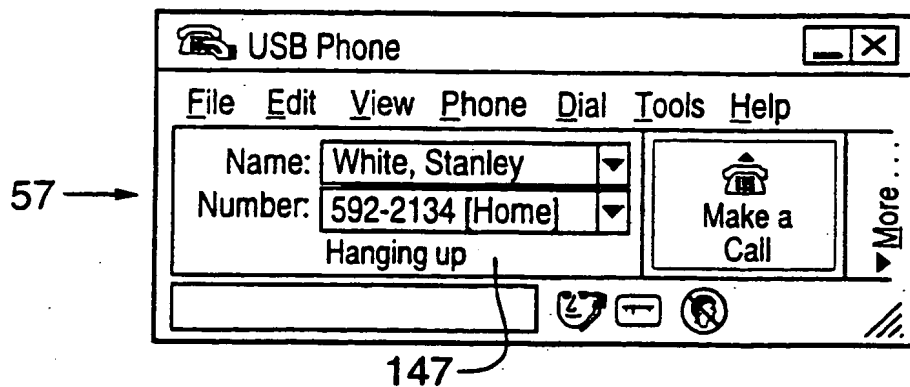 USB Phone
File Edit View Phone Dial Tools Help
Name: White, Stanley
Number: 592-2134 [Home]
Hanging up
Make a
Call
More...
57
147